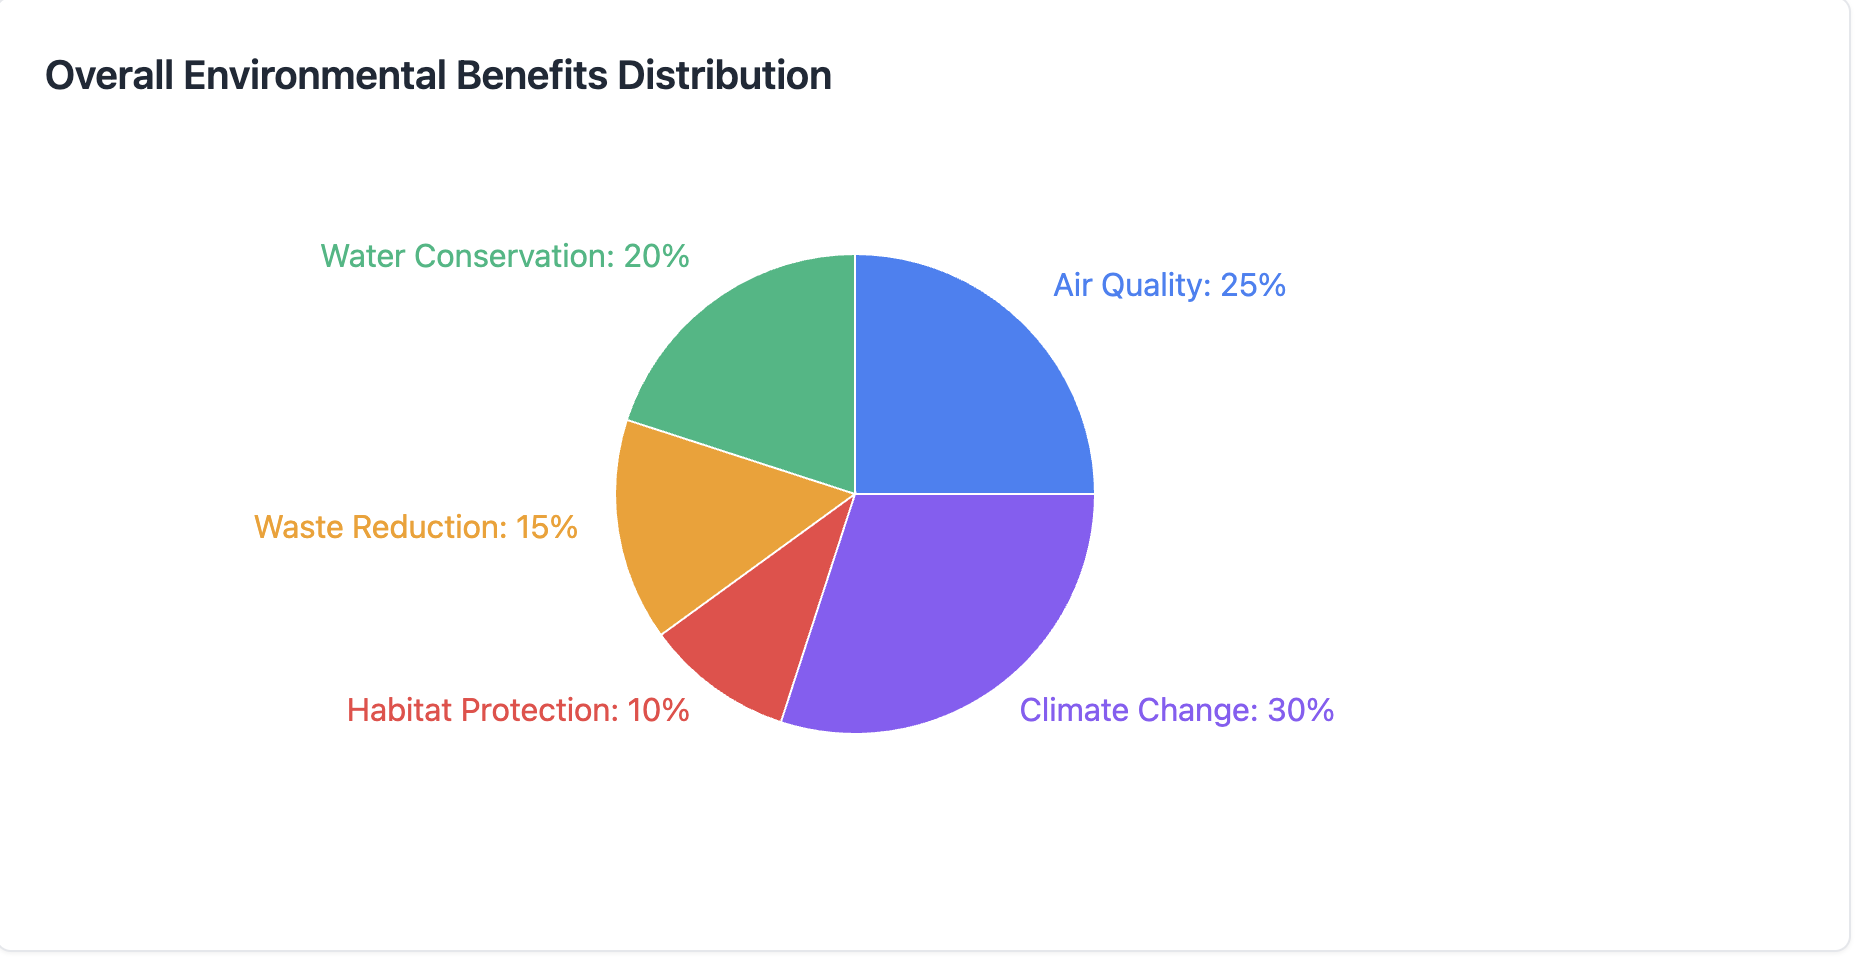 Overall Environmental Benefits Distribution
Water Conservation: 20%
Air Quality: 25%
Waste Reduction: 15%
Habitat Protection: 10%
Climate Change: 30%